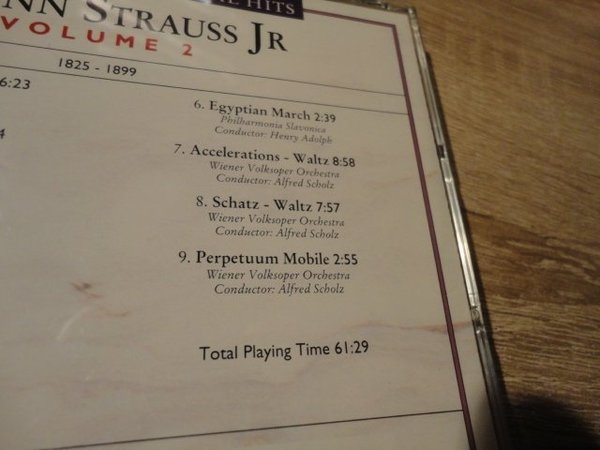 HITS
NN STRAUSS JR
VOLUME 2
1825 - 1899
6:23
6. Egyptian March 2:39
Philharmonia Slavonica
Conductor: Henry Adolph
4
7. Accelerations - Waltz 8:58
Wiener Volksoper Orchestra
Conductor: Alfred Scholz
8. Schatz - Waltz 7:57
Wiener Volksoper Orchestra
Conductor: Alfred Scholz
9. Perpetuum Mobile 2:55
Wiener Volksoper Orchestra
Conductor: Alfred Scholz
Total Playing Time 61:29